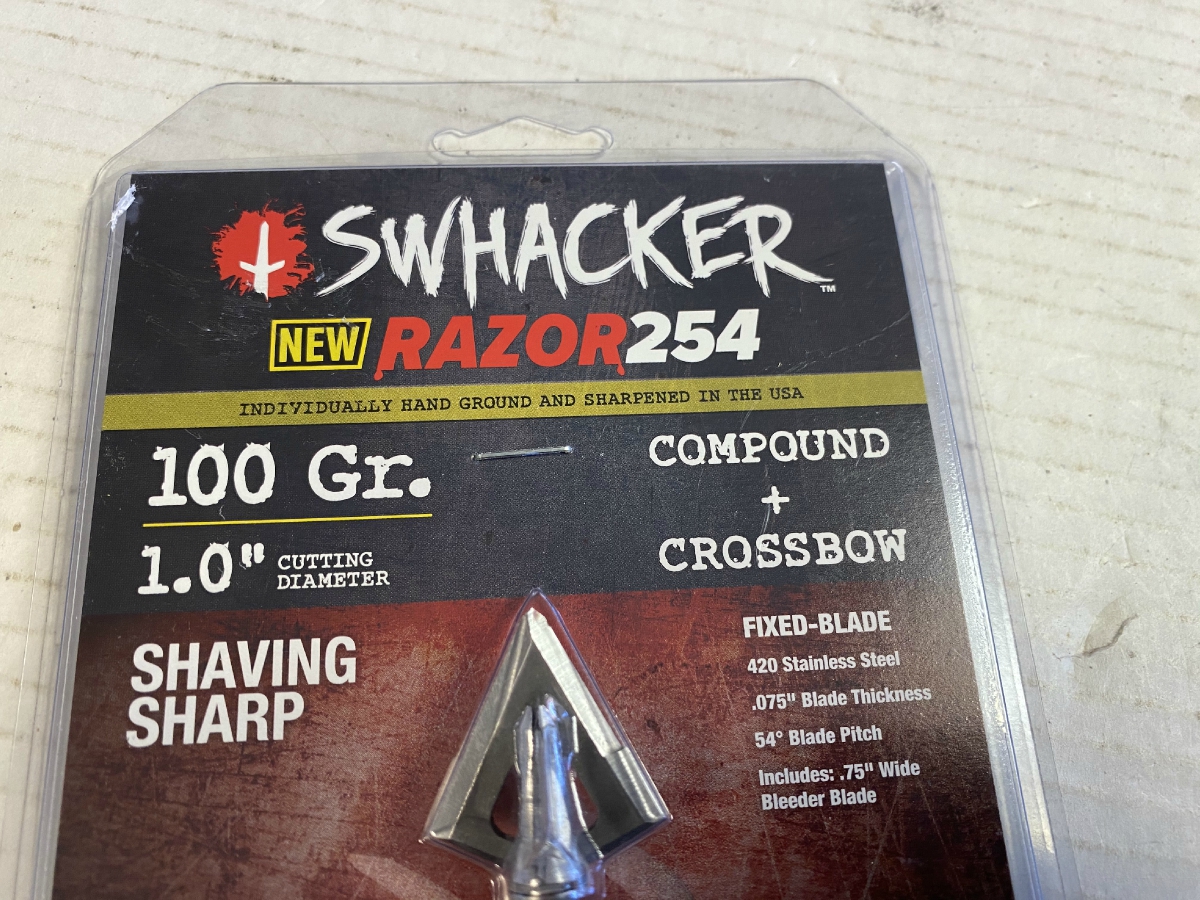 SWHACKER™
NEW RAZOR254
INDIVIDUALLY HAND GROUND AND SHARPENED IN THE USA
100 Gr.
1.0" CUTTING
DIAMETER
COMPOUND
+
CROSSBOW
SHAVING
SHARP
FIXED-BLADE
420 Stainless Steel
.075" Blade Thickness
54° Blade Pitch
Includes: .75" Wide
Bleeder Blade